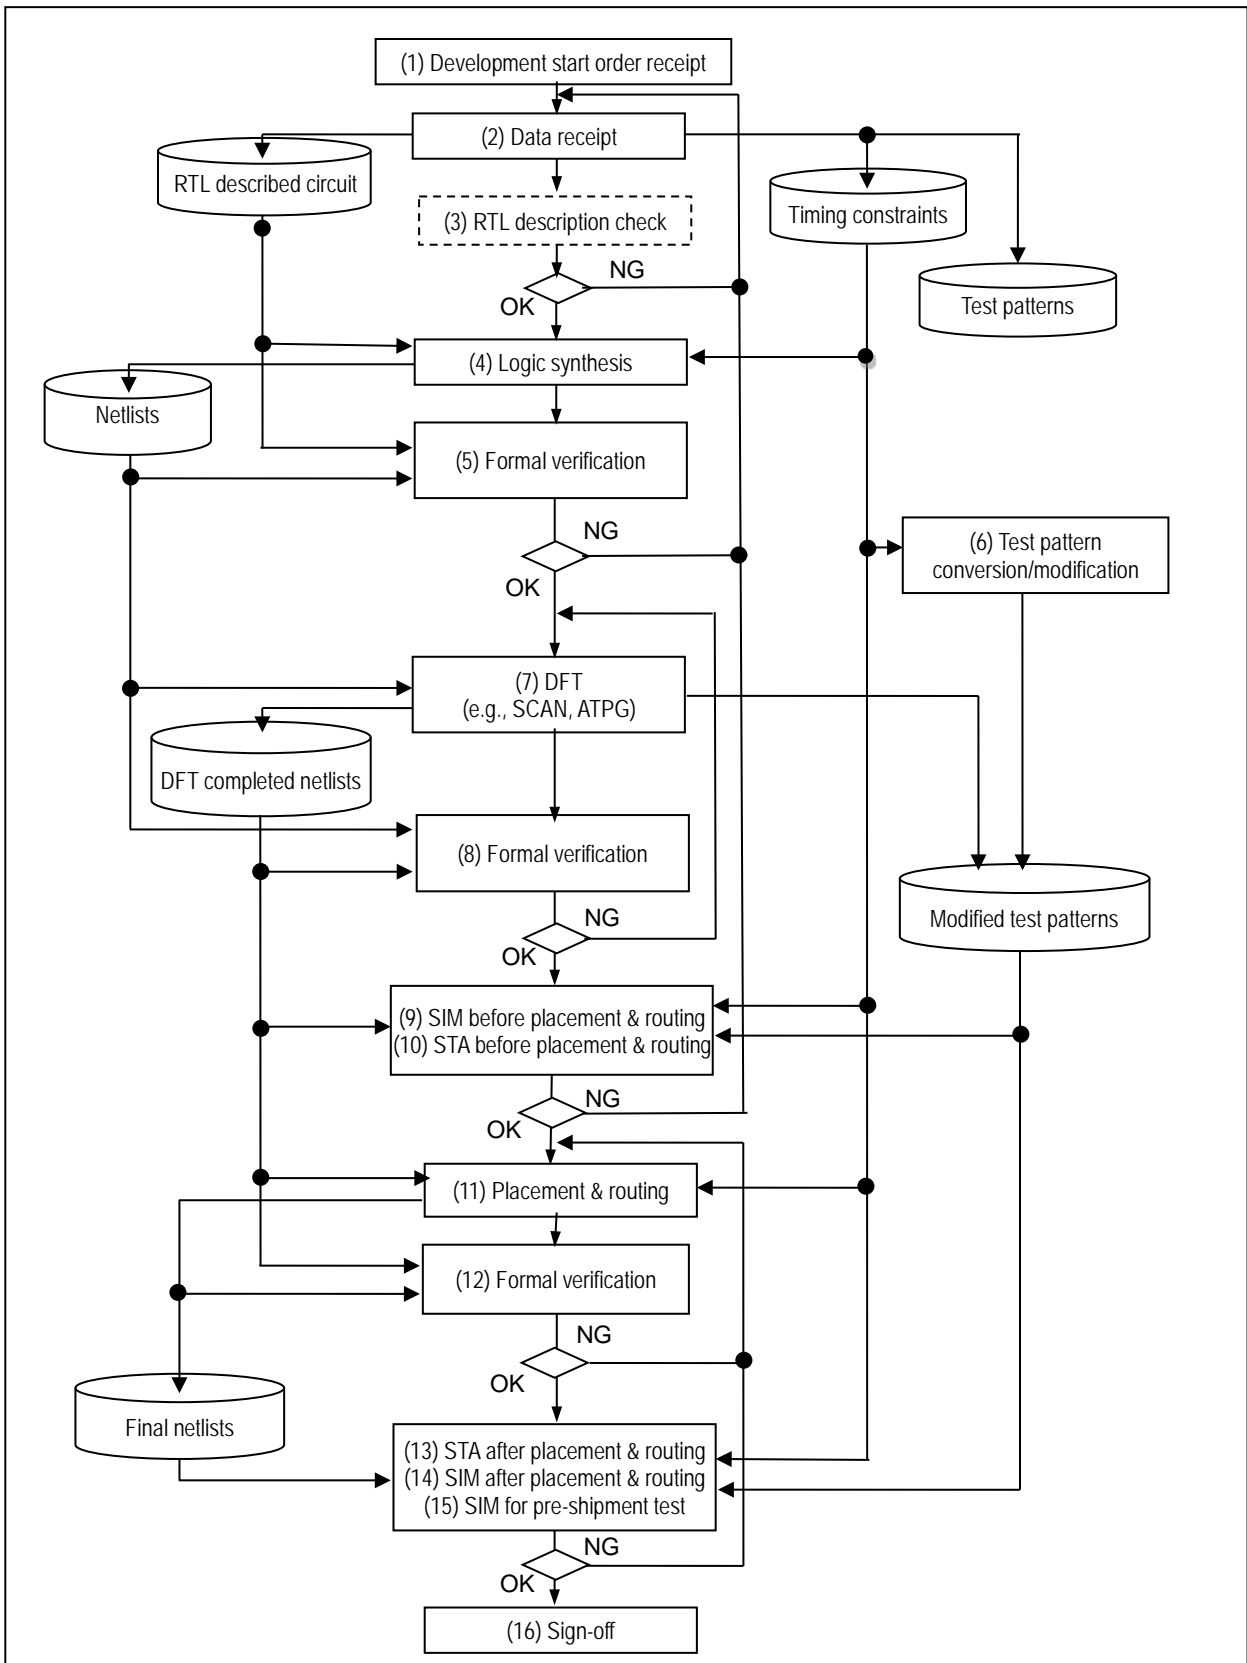 (1) Development start order receipt
(2) Data receipt
RTL described circuit
Timing constraints
(3) RTL description check
NG
OK
Test patterns
(4) Logic synthesis
Netlists
(5) Formal verification
NG
OK
(6) Test pattern
conversion/modification
(7) DFT
(e.g., SCAN, ATPG)
DFT completed netlists
(8) Formal verification
NG
OK
Modified test patterns
(9) SIM before placement & routing
(10) STA before placement & routing
NG
OK
(11) Placement & routing
(12) Formal verification
NG
OK
Final netlists
(13) STA after placement & routing
(14) SIM after placement & routing
(15) SIM for pre-shipment test
NG
OK
(16) Sign-off